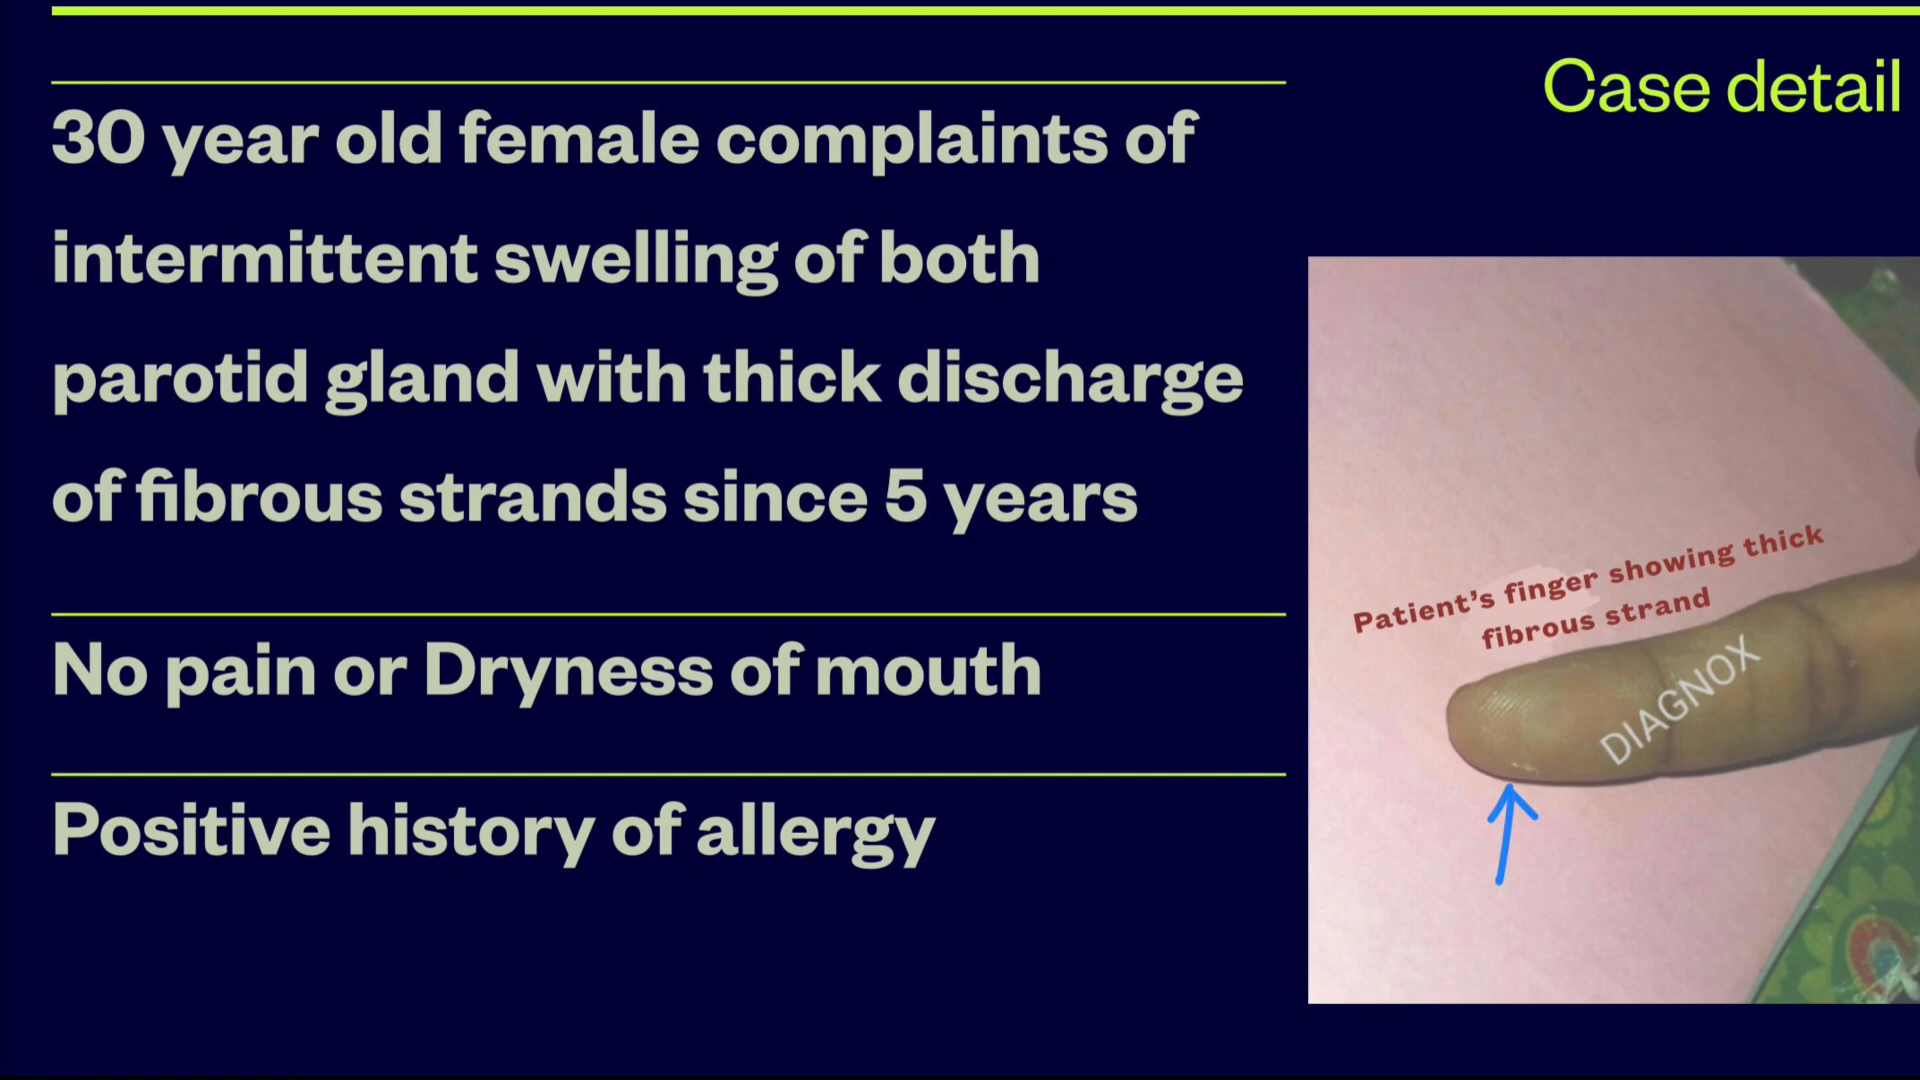 Case detail
30 year old female complaints of
intermittent swelling of both
parotid gland with thick discharge
of fibrous strands since 5 years
No pain or Dryness of mouth
Positive history of allergy
Patient's finger showing thick
fibrous strand
DIAGNOX